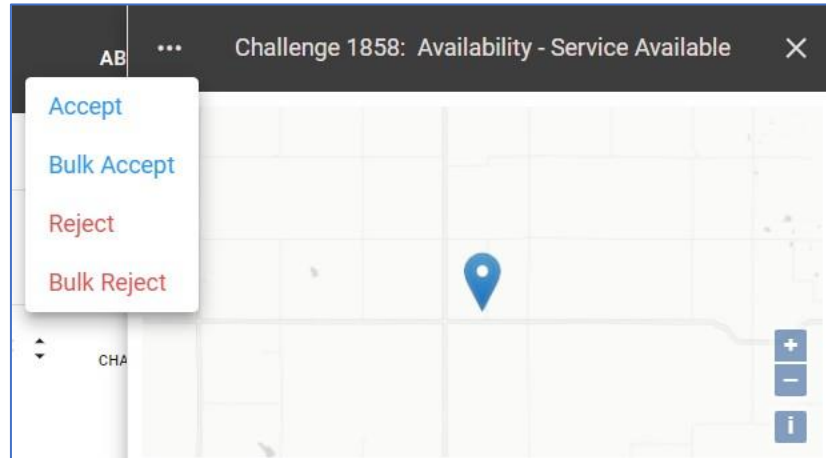 AB
... Challenge 1858: Availability - Service Available ×
Accept
Bulk Accept
Reject
Bulk Reject
CHA
+
−
i